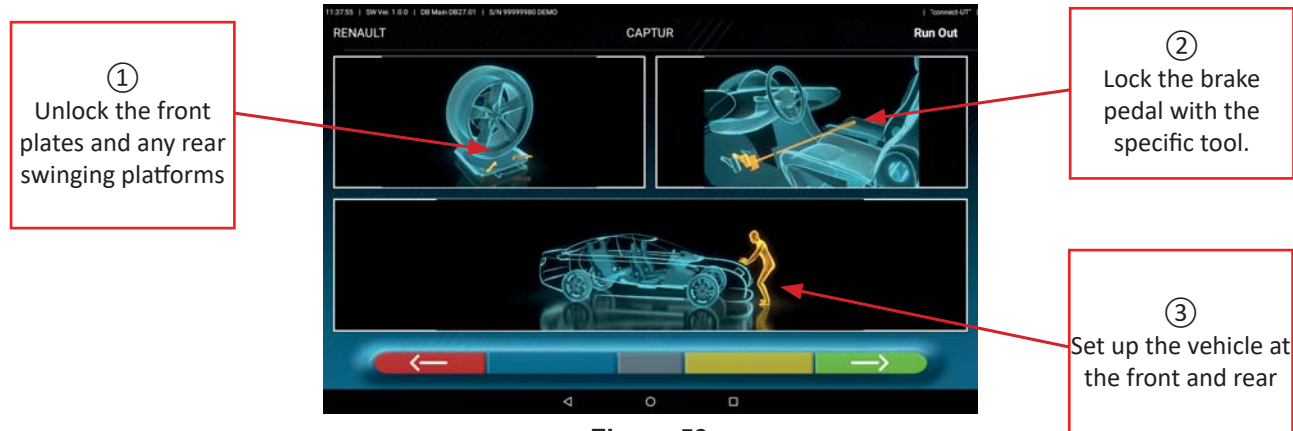 11:37:55 | SW Ver. 1.0.0 | DB Main DB27.01 | S/N 99999980 DEMO | "connect-UT" |
RENAULT CAPTUR Run Out
①
Unlock the front
plates and any rear
swinging platforms
②
Lock the brake
pedal with the
specific tool.
③
Set up the vehicle at
the front and rear